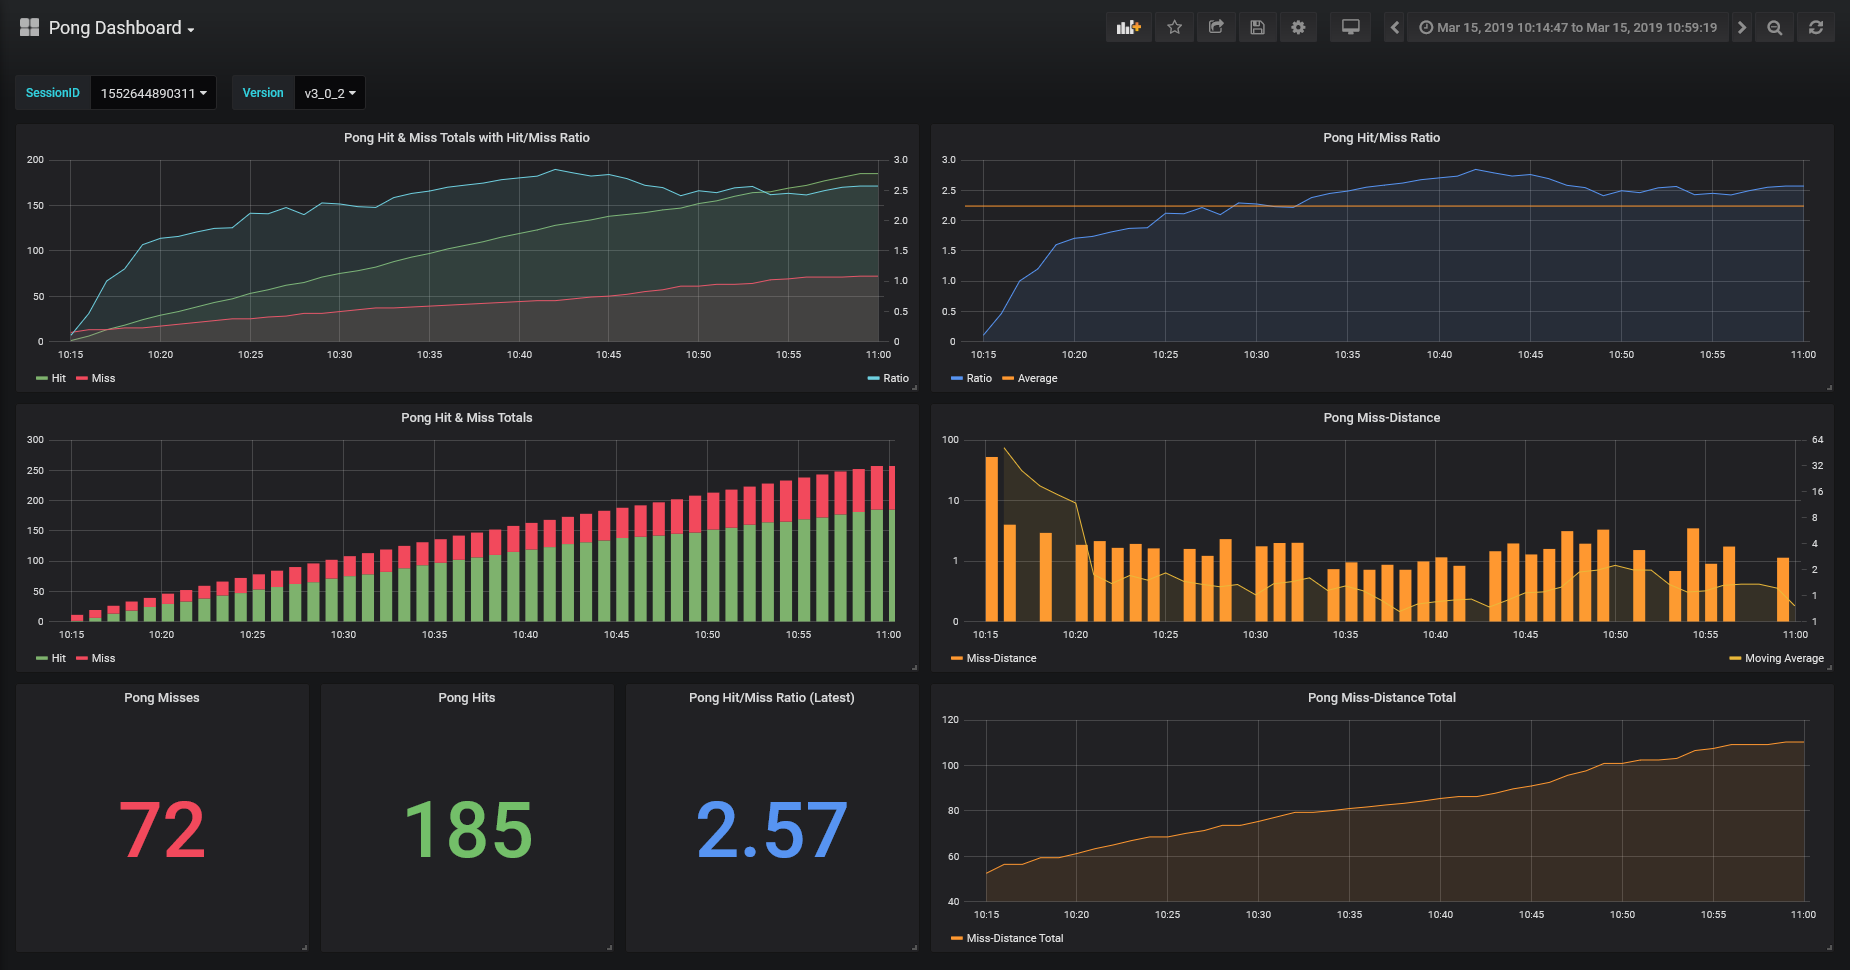 Pong Dashboard
Mar 15, 2019 10:14:47 to Mar 15, 2019 10:59:19
SessionID 1552644890311 Version v3_0_2
Pong Hit & Miss Totals with Hit/Miss Ratio
200
150
100
50
0
3.0
2.5
2.0
1.5
1.0
0.5
0
10:15 10:20 10:25 10:30 10:35 10:40 10:45 10:50 10:55 11:00
Hit Miss Ratio
Pong Hit/Miss Ratio
3.0
2.5
2.0
1.5
1.0
0.5
0
10:15 10:20 10:25 10:30 10:35 10:40 10:45 10:50 10:55 11:00
Ratio Average
Pong Hit & Miss Totals
300
250
200
150
100
50
0
10:15 10:20 10:25 10:30 10:35 10:40 10:45 10:50 10:55 11:00
Hit Miss
Pong Miss-Distance
100
10
1
0
64
32
16
8
4
2
1
1
10:15 10:20 10:25 10:30 10:35 10:40 10:45 10:50 10:55 11:00
Miss-Distance Moving Average
Pong Misses
72
Pong Hits
185
Pong Hit/Miss Ratio (Latest)
2.57
Pong Miss-Distance Total
120
100
80
60
40
10:15 10:20 10:25 10:30 10:35 10:40 10:45 10:50 10:55 11:00
Miss-Distance Total